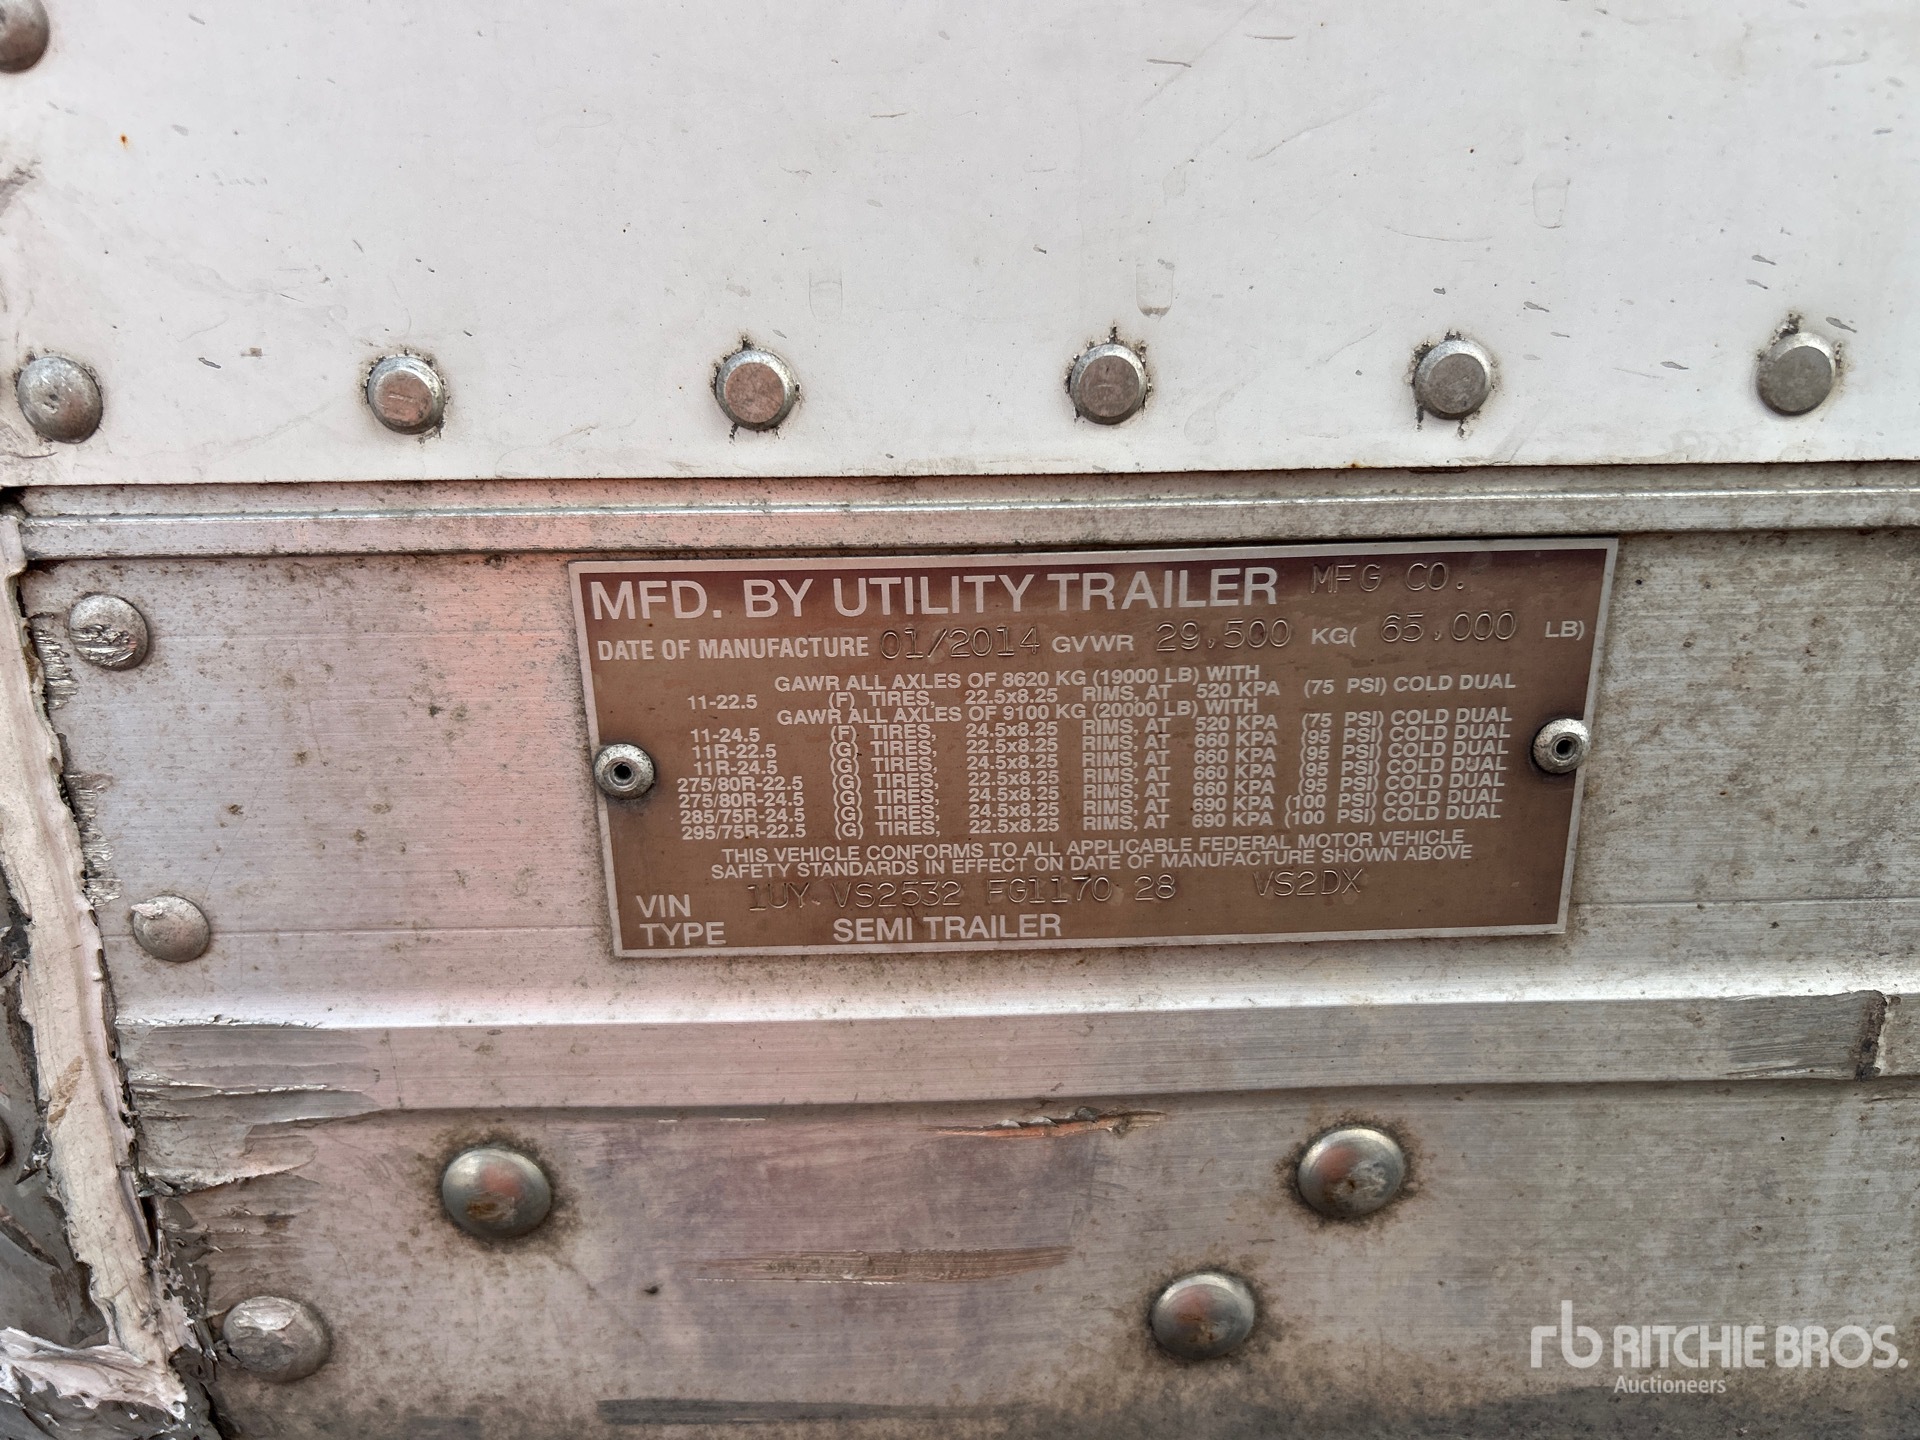 MFD. BY UTILITY TRAILER MFG CO.
DATE OF MANUFACTURE 01/2014 GVWR 29,500 KG( 65,000 LB)
GAWR ALL AXLES OF 8620 KG (19000 LB) WITH
11-22.5 (F) TIRES, 22.5x8.25 RIMS, AT 520 KPA (75 PSI) COLD DUAL
GAWR ALL AXLES OF 9100 KG (20000 LB) WITH
11-24.5 (F) TIRES, 24.5x8.25 RIMS, AT 520 KPA (75 PSI) COLD DUAL
11R-22.5 (G) TIRES, 22.5x8.25 RIMS, AT 660 KPA (95 PSI) COLD DUAL
11R-24.5 (G) TIRES, 24.5x8.25 RIMS, AT 660 KPA (95 PSI) COLD DUAL
275/80R-22.5 (G) TIRES, 22.5x8.25 RIMS, AT 660 KPA (95 PSI) COLD DUAL
275/80R-24.5 (G) TIRES, 24.5x8.25 RIMS, AT 660 KPA (95 PSI) COLD DUAL
285/75R-24.5 (G) TIRES, 24.5x8.25 RIMS, AT 690 KPA (100 PSI) COLD DUAL
295/75R-22.5 (G) TIRES, 22.5x8.25 RIMS, AT 690 KPA (100 PSI) COLD DUAL
THIS VEHICLE CONFORMS TO ALL APPLICABLE FEDERAL MOTOR VEHICLE
SAFETY STANDARDS IN EFFECT ON DATE OF MANUFACTURE SHOWN ABOVE
VIN 1UY VS2532 EG1170 28 VS2DX
TYPE SEMI TRAILER
rb RITCHIE BROS.
Auctioneers